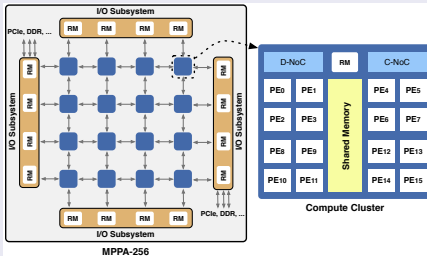 I/O Subsystem
RM RM RM RM
PCIe, DDR, ...
I/O Subsystem
RM
RM
RM
RM
RM
RM
RM
RM
I/O Subsystem
PCIe, DDR, ...
RM RM RM RM
I/O Subsystem
MPPA-256
D-NoC RM C-NoC
PE0 PE1 PE4 PE5
PE2 PE3 PE6 PE7
Shared Memory
PE8 PE9 PE12 PE13
PE10 PE11 PE14 PE15
Compute Cluster